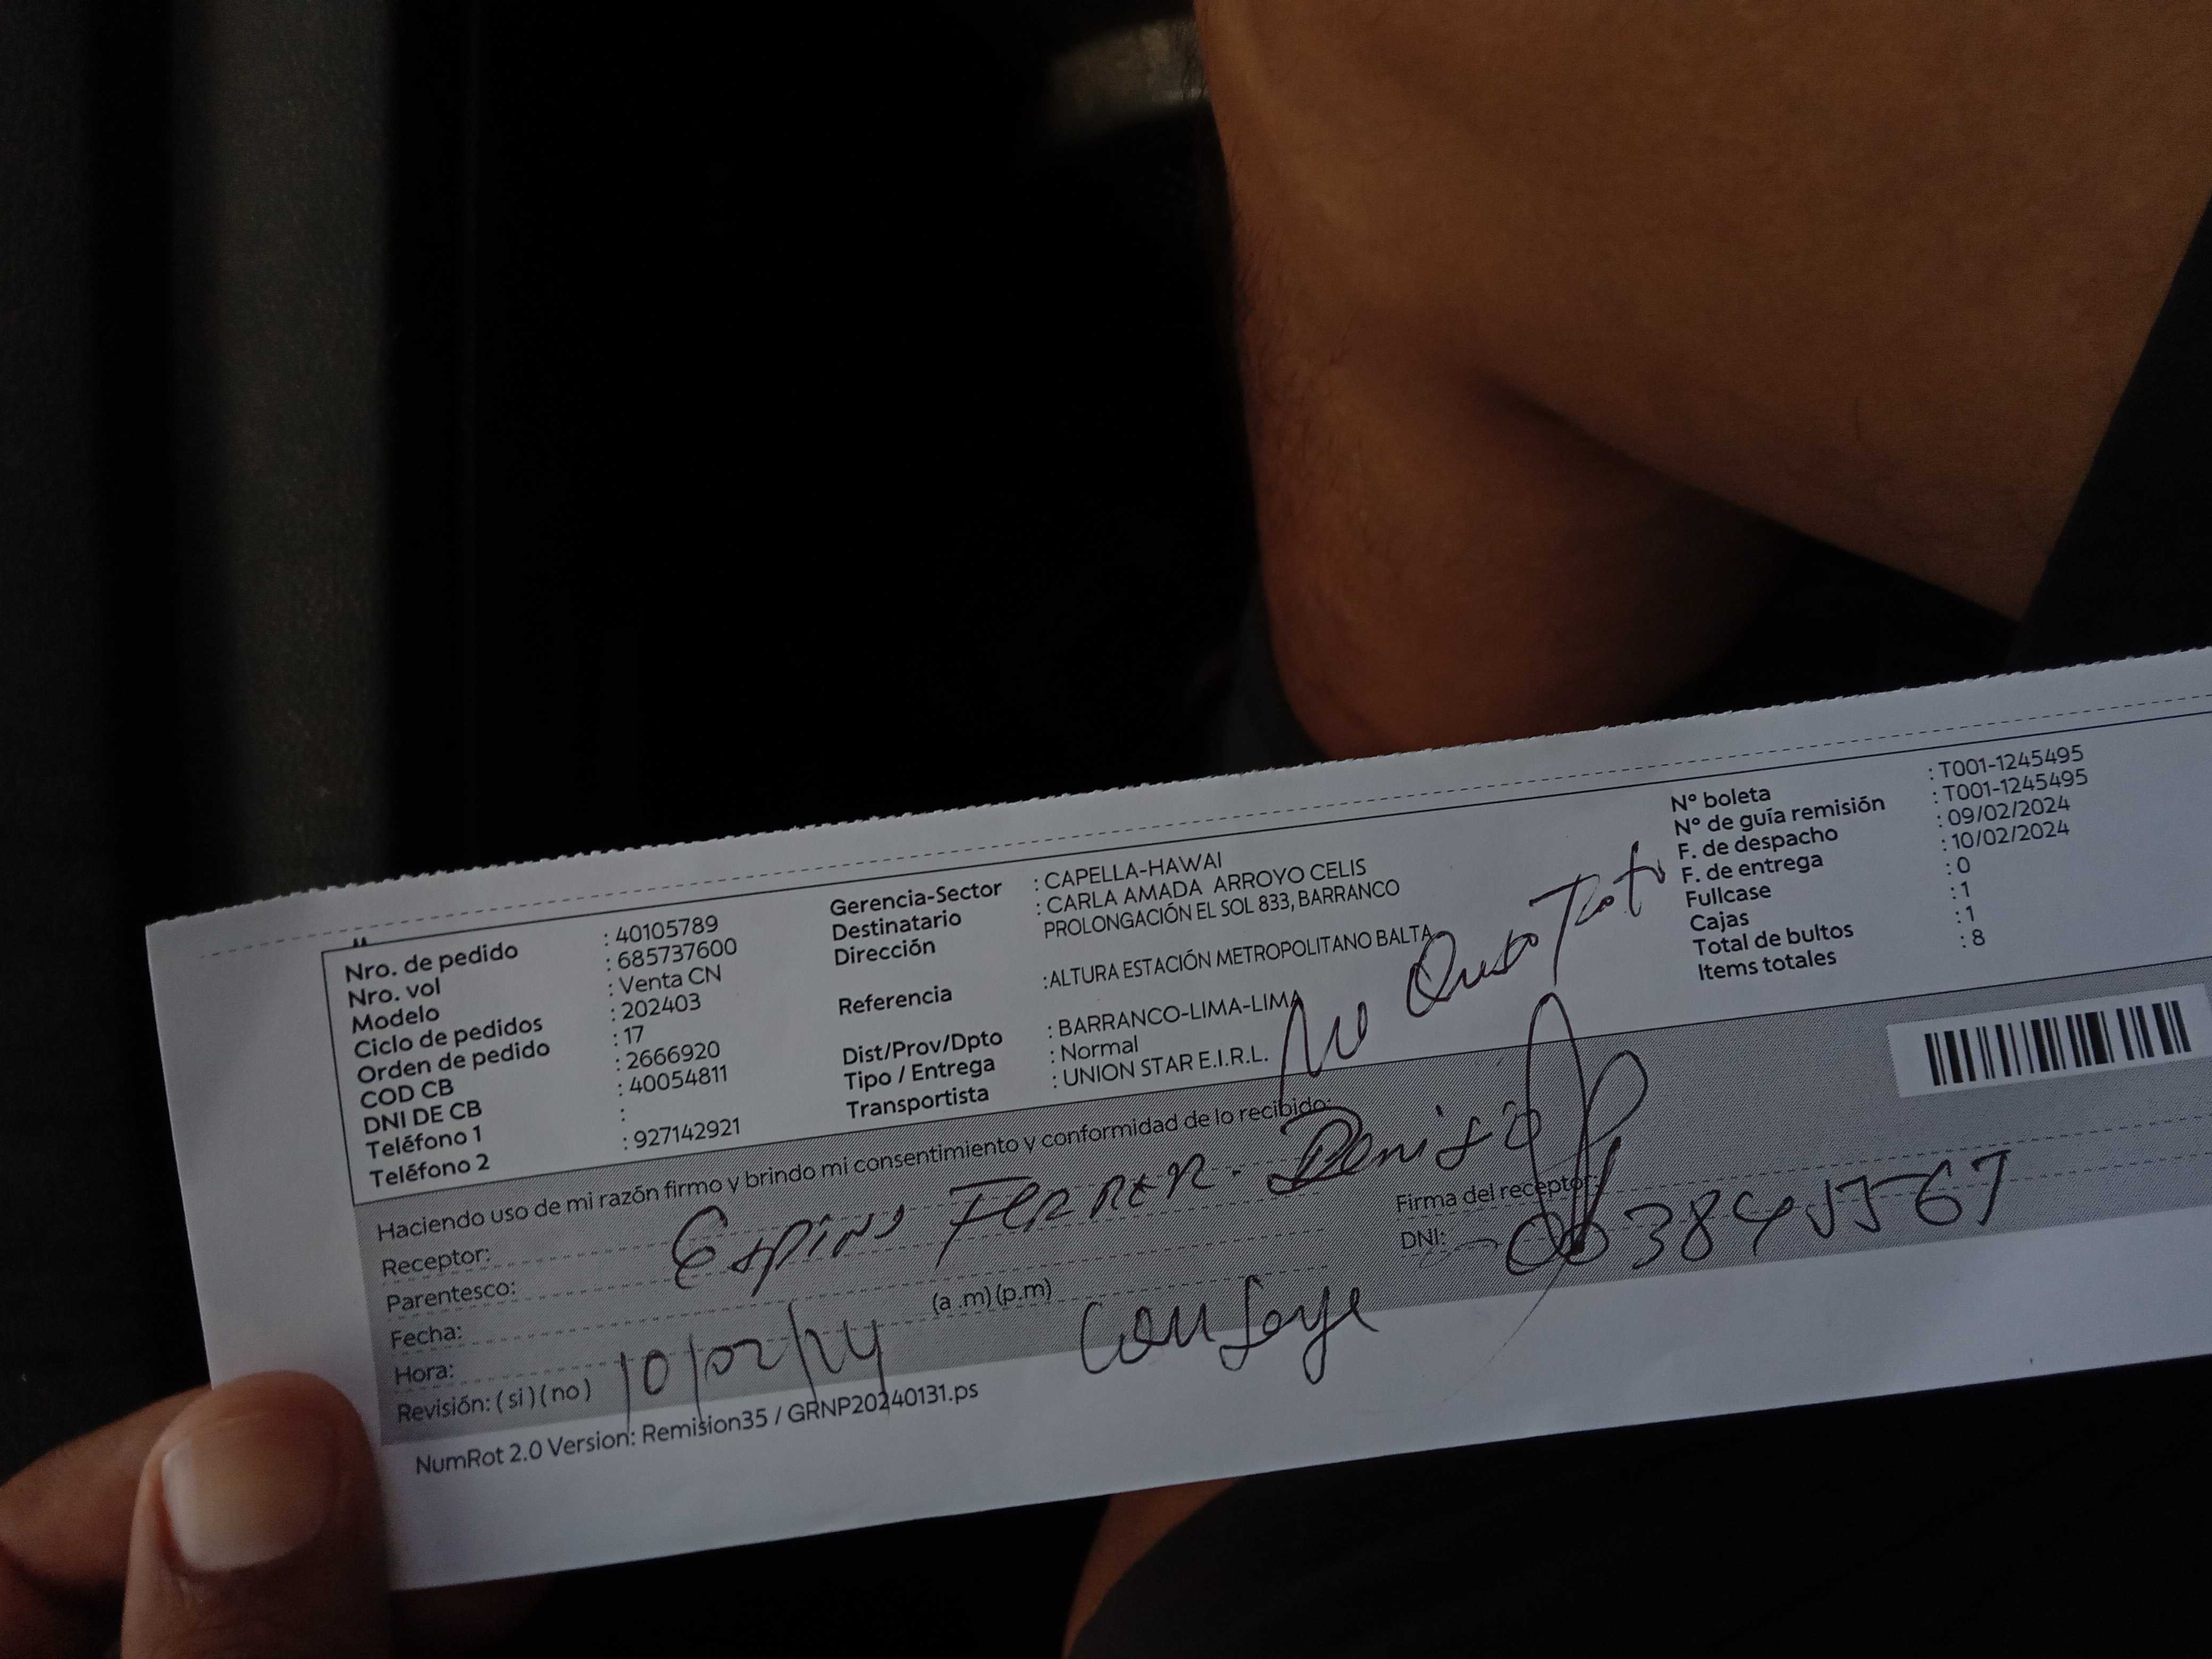 Nro. de pedido : 40105789
Nro. vol : 685737600
Modelo : Venta CN
Ciclo de pedidos : 202403
Orden de pedido : 17
COD CB : 2666920
DNI DE CB : 40054811
Teléfono 1 :
Teléfono 2 : 927142921
Gerencia-Sector : CAPELLA-HAWAI
Destinatario : CARLA AMADA ARROYO CELIS
Dirección PROLONGACIÓN EL SOL 833, BARRANCO
Referencia :ALTURA ESTACIÓN METROPOLITANO BALTA
Dist/Prov/Dpto : BARRANCO-LIMA-LIMA
Tipo / Entrega : Normal
Transportista : UNION STAR E.I.R.L.
N° boleta : T001-1245495
N° de guía remisión : T001-1245495
F. de despacho : 09/02/2024
F. de entrega : 10/02/2024
Fullcase : 0
Cajas : 1
Total de bultos : 1
Items totales : 8
No Quiso
Haciendo uso de mi razón firmo y brindo mi consentimiento y conformidad de lo recibido:
Receptor: Espino Ferrer
Parentesco:
Fecha:
Hora: (a .m) (p.m)
Revisión: ( si ) ( no ) 10/02/24
Firma del receptor:
DNI:
NumRot 2.0 Version: Remision35 / GRNP20240131.ps